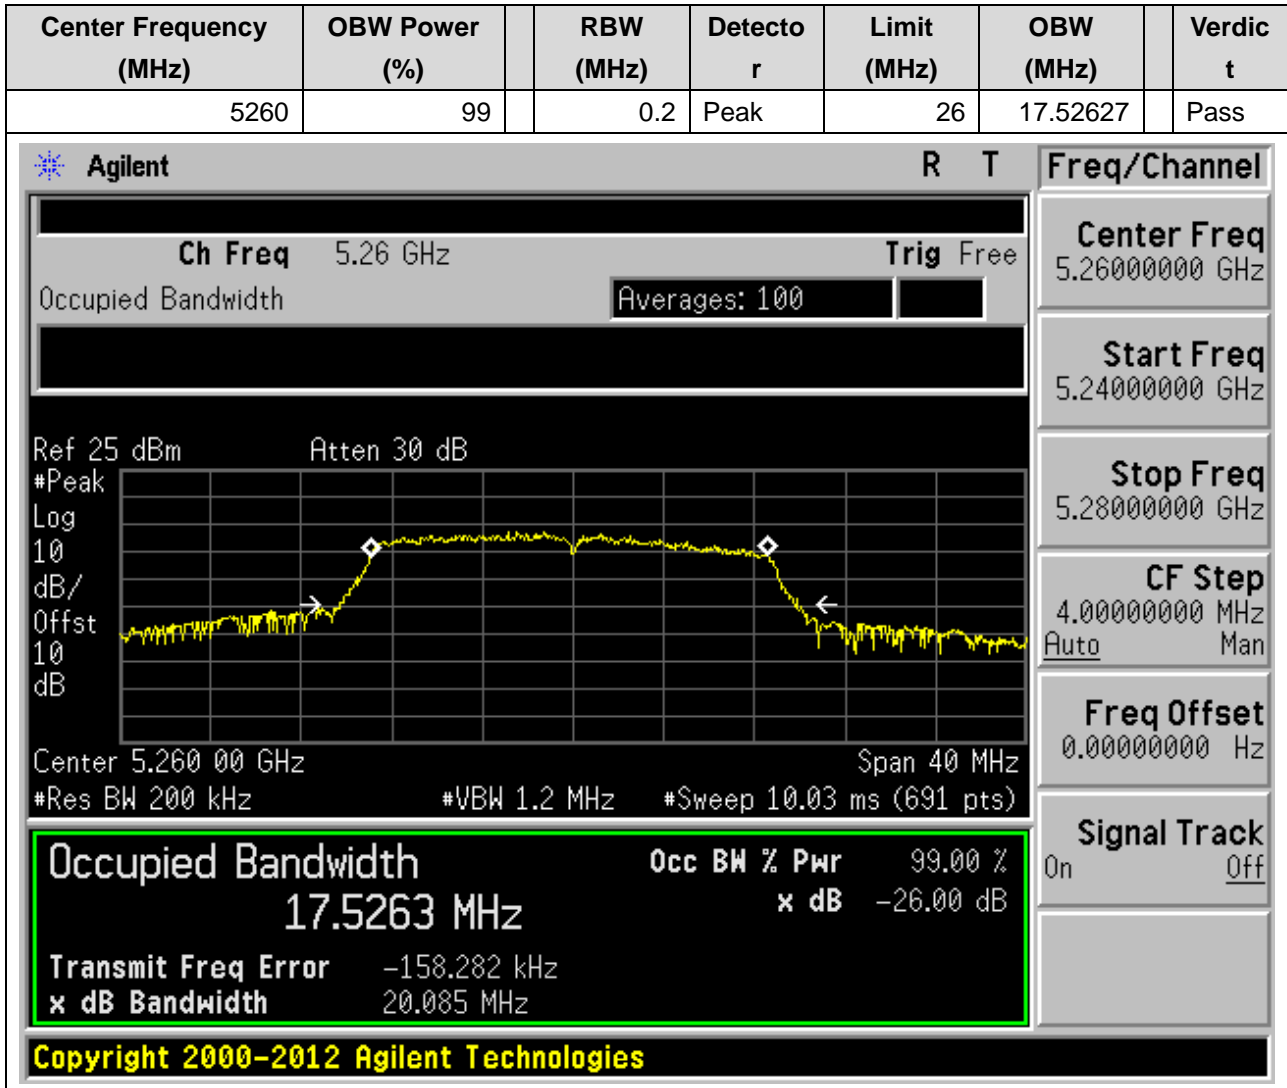 Center Frequency OBW Power RBW Detecto Limit OBW Verdic
(MHz) (%) (MHz) r (MHz) (MHz) t
5260 99 0.2 Peak 26 17.52627 Pass
Agilent R T Freq/Channel
Ch Freq 5.26 GHz Trig Free
Occupied Bandwidth Averages: 100
Center Freq
5.26000000 GHz
Start Freq
5.24000000 GHz
Stop Freq
5.28000000 GHz
CF Step
4.00000000 MHz
Auto Man
Freq Offset
0.00000000 Hz
Signal Track
On Off
Ref 25 dBm Atten 30 dB
#Peak
Log
10
dB/
Offst
10
dB
Center 5.260 00 GHz Span 40 MHz
#Res BW 200 kHz #VBW 1.2 MHz #Sweep 10.03 ms (691 pts)
Occupied Bandwidth Occ BW % Pwr 99.00 %
17.5263 MHz x dB -26.00 dB
Transmit Freq Error -158.282 kHz
x dB Bandwidth 20.085 MHz
Copyright 2000-2012 Agilent Technologies